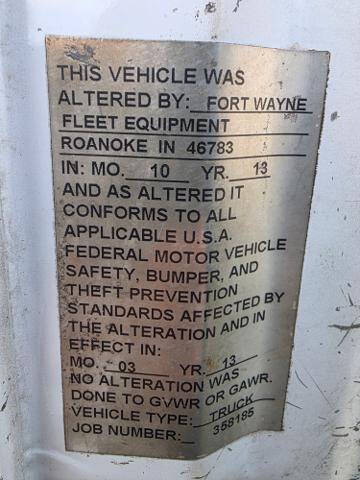 THIS VEHICLE WAS
ALTERED BY: FORT WAYNE
FLEET EQUIPMENT
ROANOKE IN 46783
IN: MO. 10 YR. 13
AND AS ALTERED IT
CONFORMS TO ALL
APPLICABLE U.S.A.
FEDERAL MOTOR VEHICLE
SAFETY, BUMPER, AND
THEFT PREVENTION
STANDARDS AFFECTED BY
THE ALTERATION AND IN
EFFECT IN:
MO. 03 YR. 13
NO ALTERATION WAS
DONE TO GVWR OR GAWR.
VEHICLE TYPE: TRUCK
JOB NUMBER: 358185